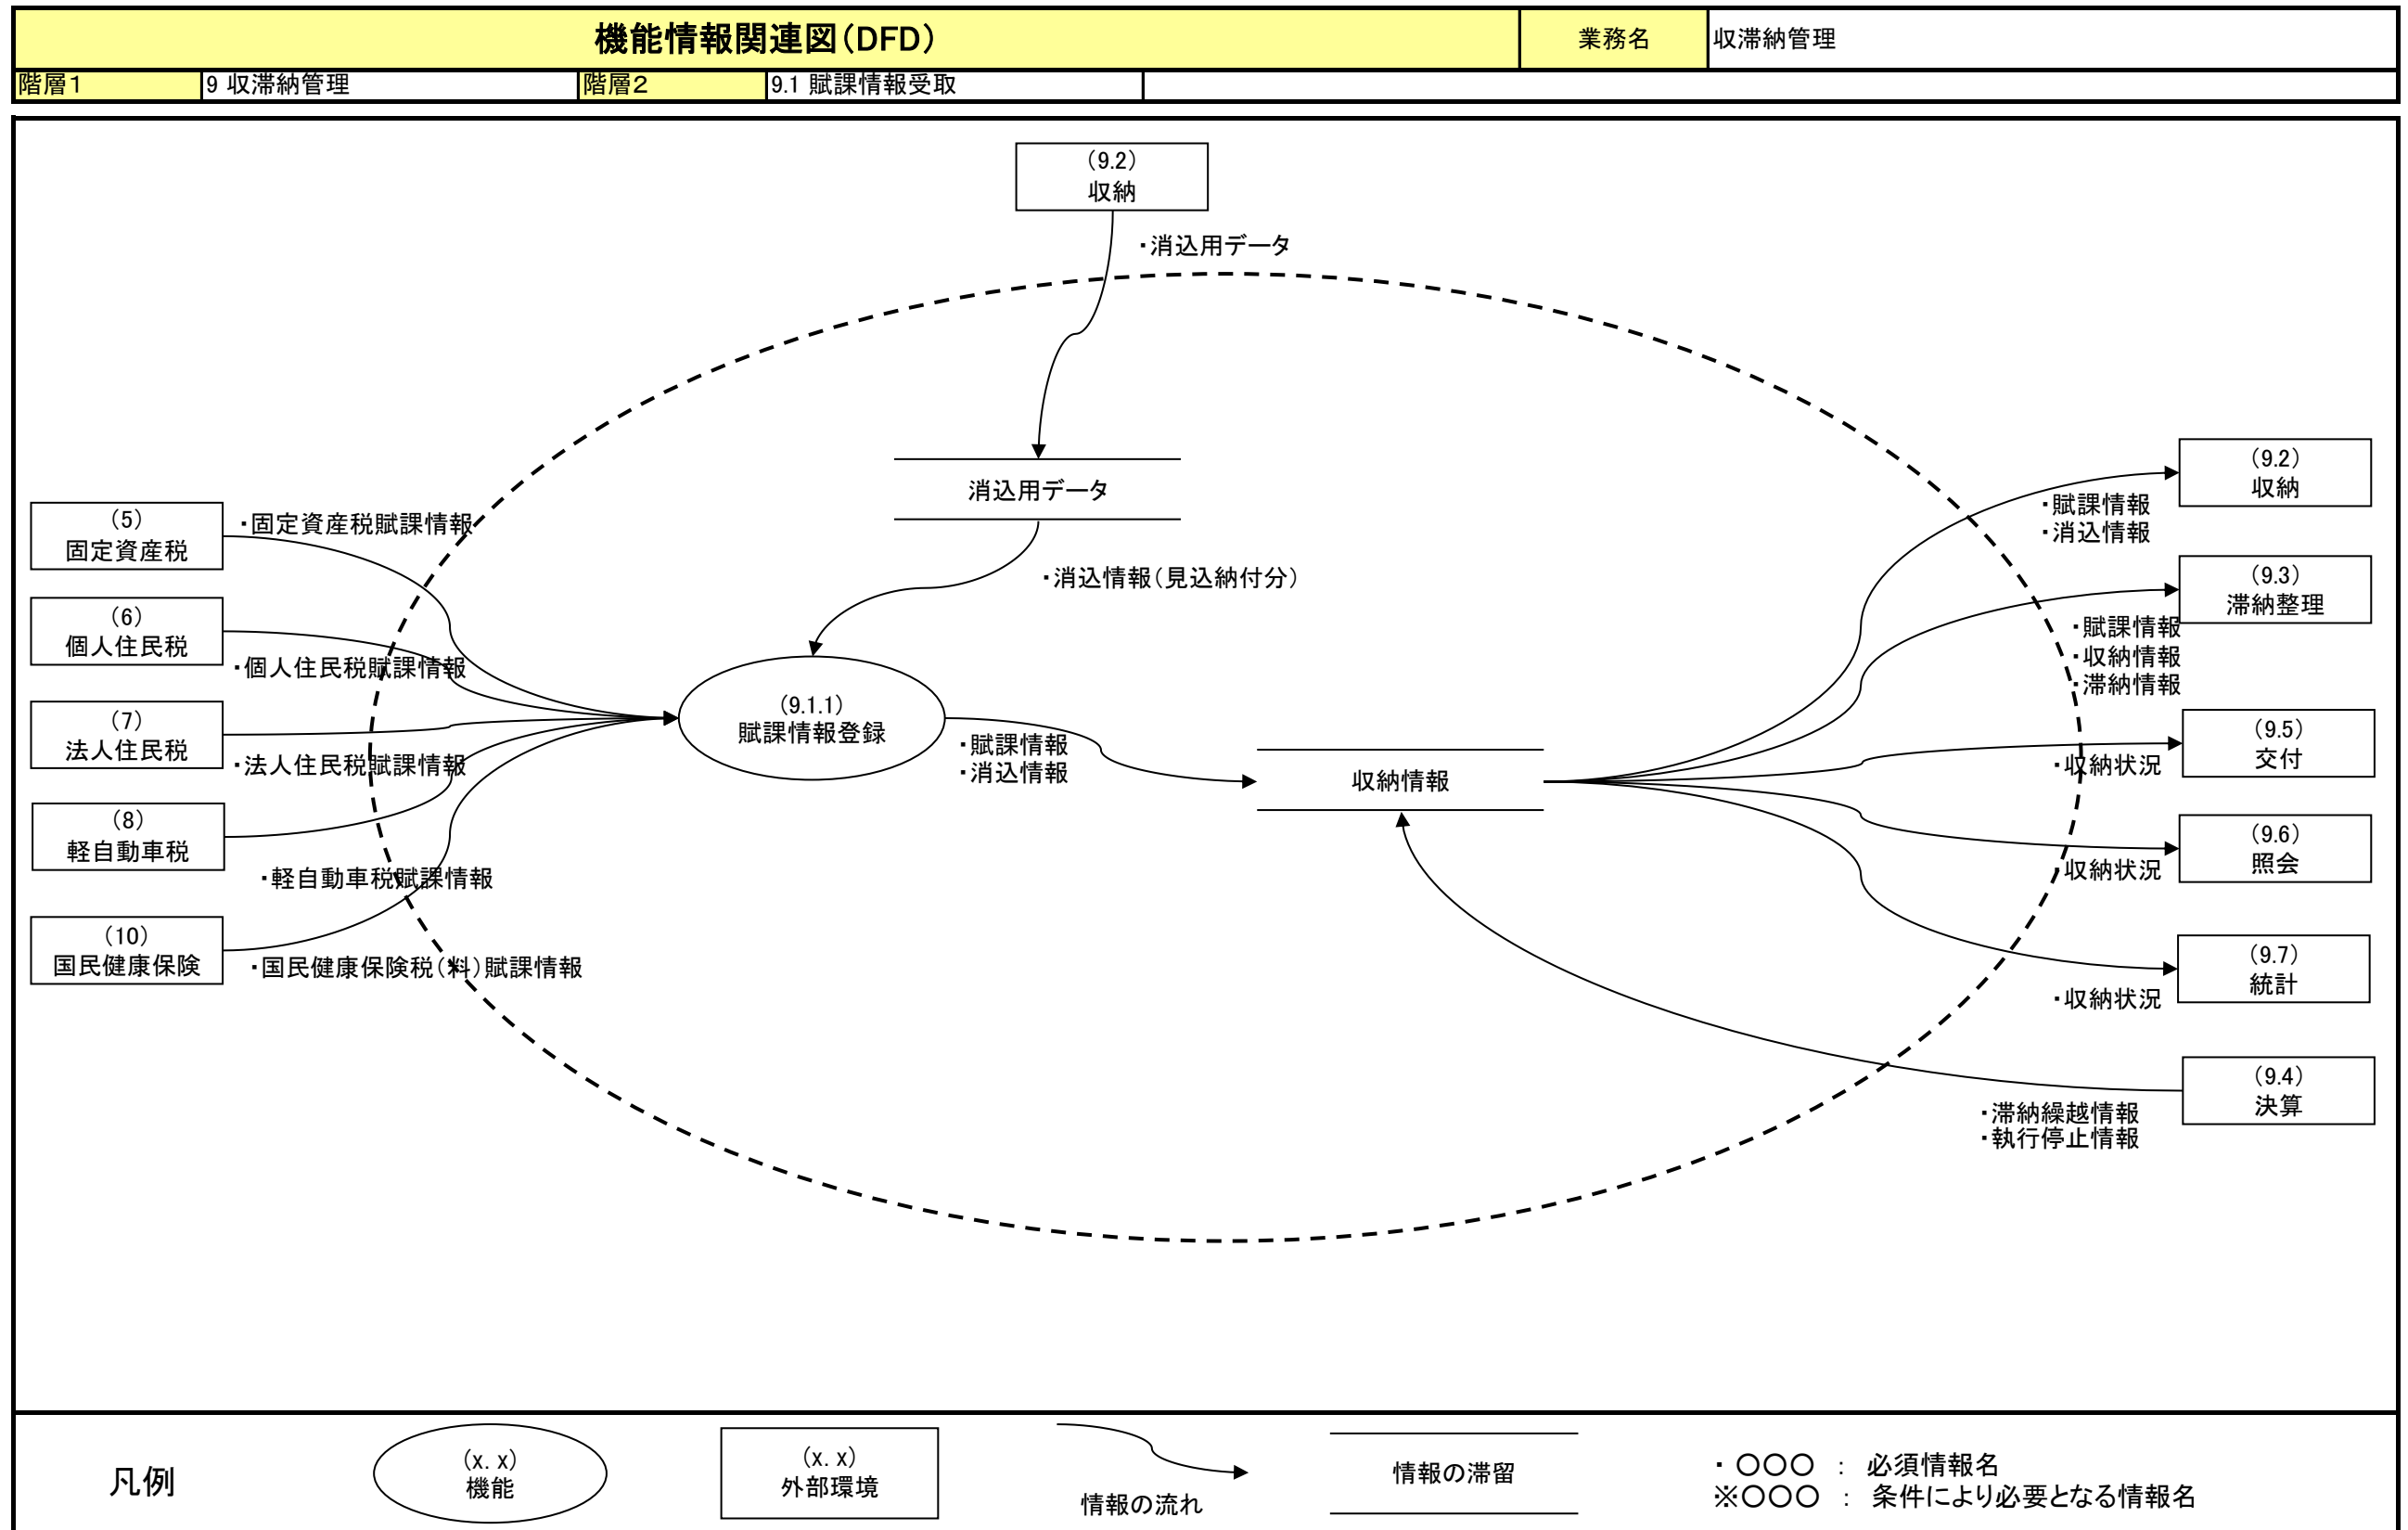 機能情報関連図(DFD)
業務名
収滞納管理
階層1
9 収滞納管理
階層2
9.1 賦課情報受取
(9.2)
収納
・消込用データ
消込用データ
・消込情報(見込納付分)
(5)
固定資産税
・固定資産税賦課情報
(6)
個人住民税
・個人住民税賦課情報
(7)
法人住民税
・法人住民税賦課情報
(8)
軽自動車税
・軽自動車税賦課情報
(10)
国民健康保険
・国民健康保険税(料)賦課情報
(9.1.1)
賦課情報登録
・賦課情報
・消込情報
収納情報
(9.2)
収納
・賦課情報
・消込情報
(9.3)
滞納整理
・賦課情報
・収納情報
・滞納情報
(9.5)
交付
・収納状況
(9.6)
照会
・収納状況
(9.7)
統計
・収納状況
(9.4)
決算
・滞納繰越情報
・執行停止情報
凡例
(x. x)
機能
(x. x)
外部環境
情報の流れ
情報の滞留
・ ○○○ : 必須情報名
※○○○ : 条件により必要となる情報名